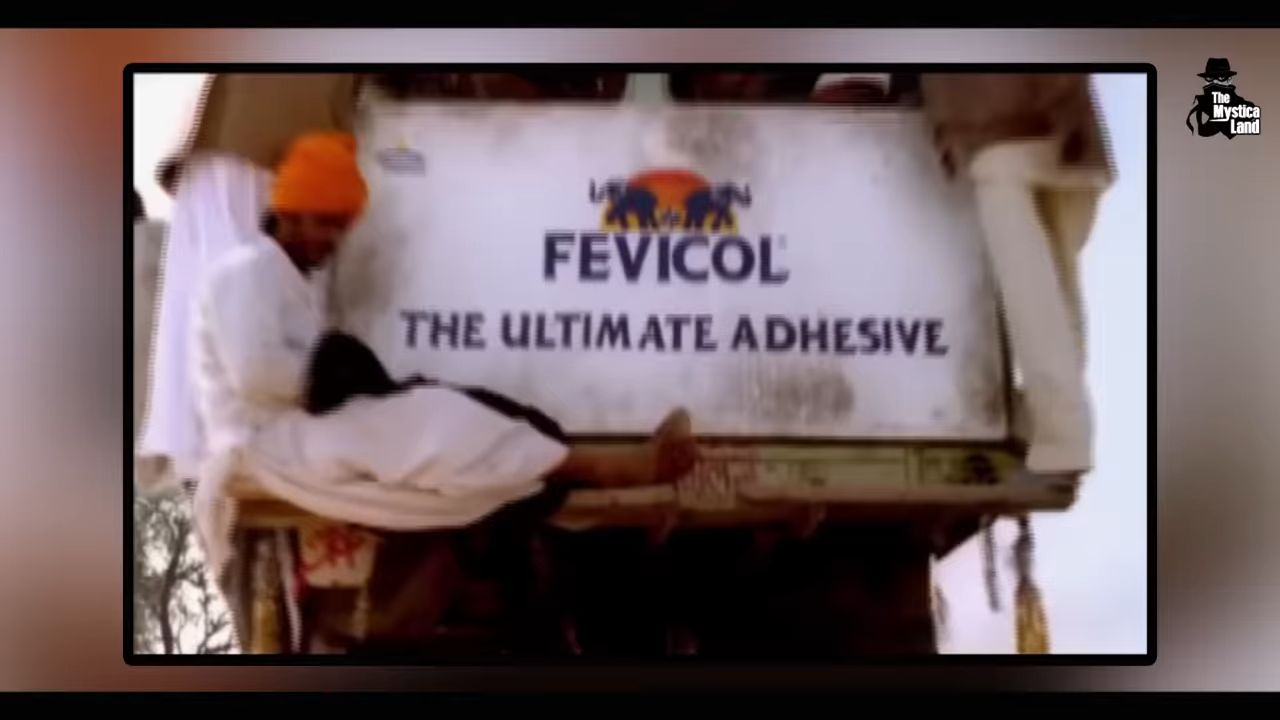 FEVICOL
THE ULTIMATE ADHESIVE
The
Mystica
Land